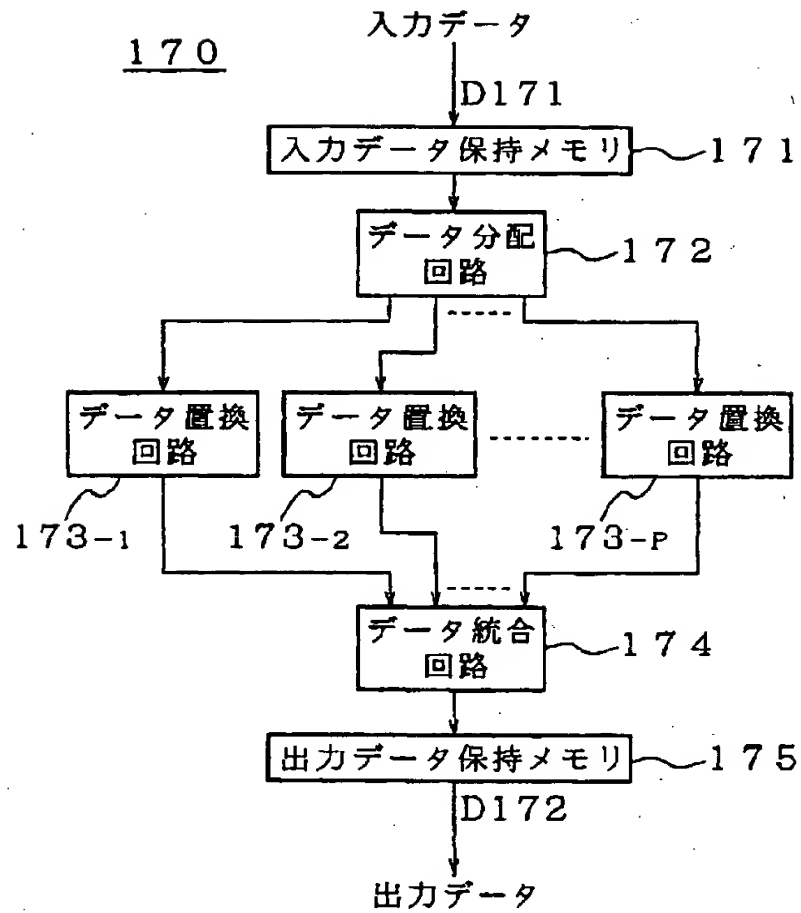 入力データ
170
D171
入力データ保持メモリ
171
データ分配
回路
172
データ置換
回路
データ置換
回路
データ置換
回路
173-1
173-2
173-P
データ統合
回路
174
出力データ保持メモリ
175
D172
出力データ